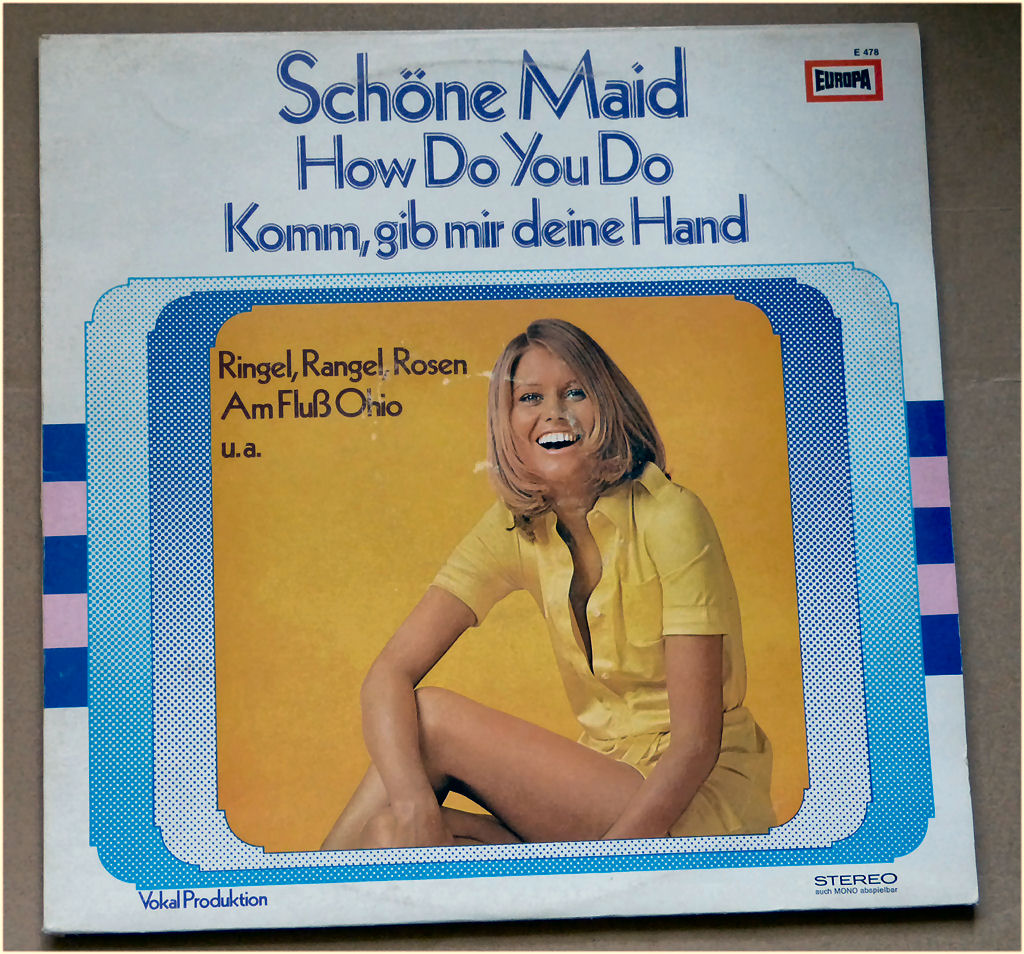 E 478
EUROPA
Schöne Maid
How Do You Do
Komm, gib mir deine Hand
Ringel, Rangel, Rosen
Am Fluß Ohio
u.a.
Vokal Produktion
STEREO
auch MONO abspielbar